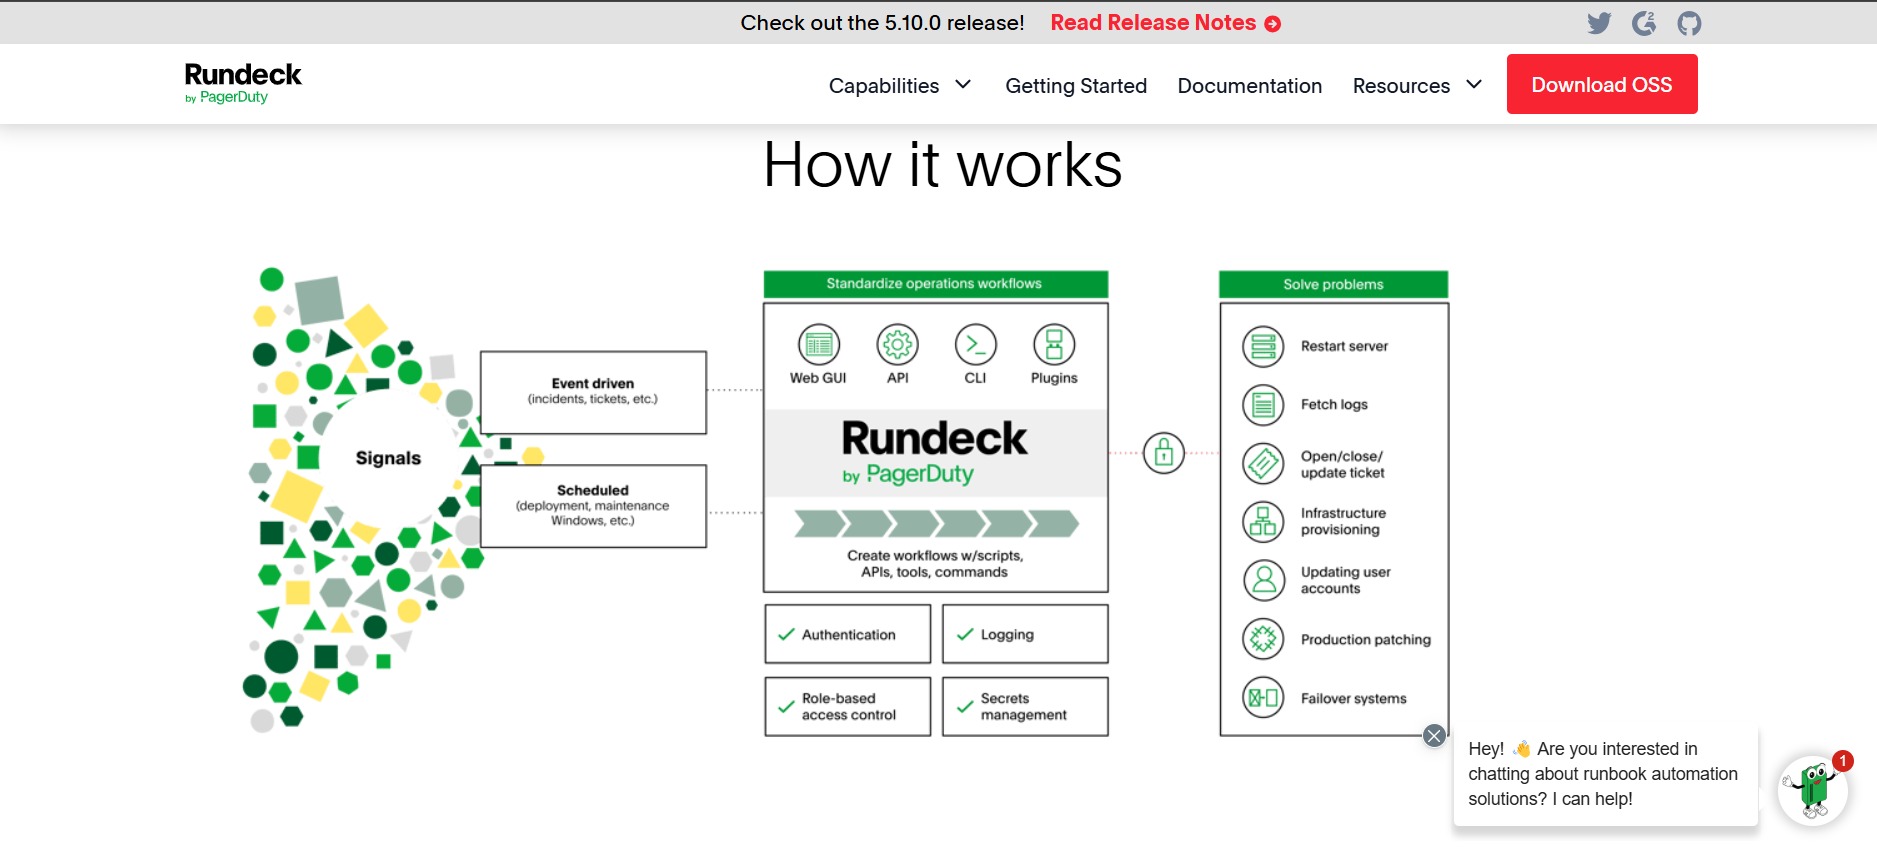 Check out the 5.10.0 release! Read Release Notes
Rundeck
by PagerDuty
Capabilities Getting Started Documentation Resources Download OSS
How it works
Signals
Event driven
(incidents, tickets, etc.)
Scheduled
(deployment, maintenance
Windows, etc.)
Standardize operations workflows
Web GUI API CLI Plugins
Rundeck
by PagerDuty
Create workflows w/scripts,
APIs, tools, commands
Authentication
Logging
Role-based
access control
Secrets
management
Solve problems
Restart server
Fetch logs
Open/close/
update ticket
Infrastructure
provisioning
Updating user
accounts
Production patching
Failover systems
Hey! 👋 Are you interested in
chatting about runbook automation
solutions? I can help!
1